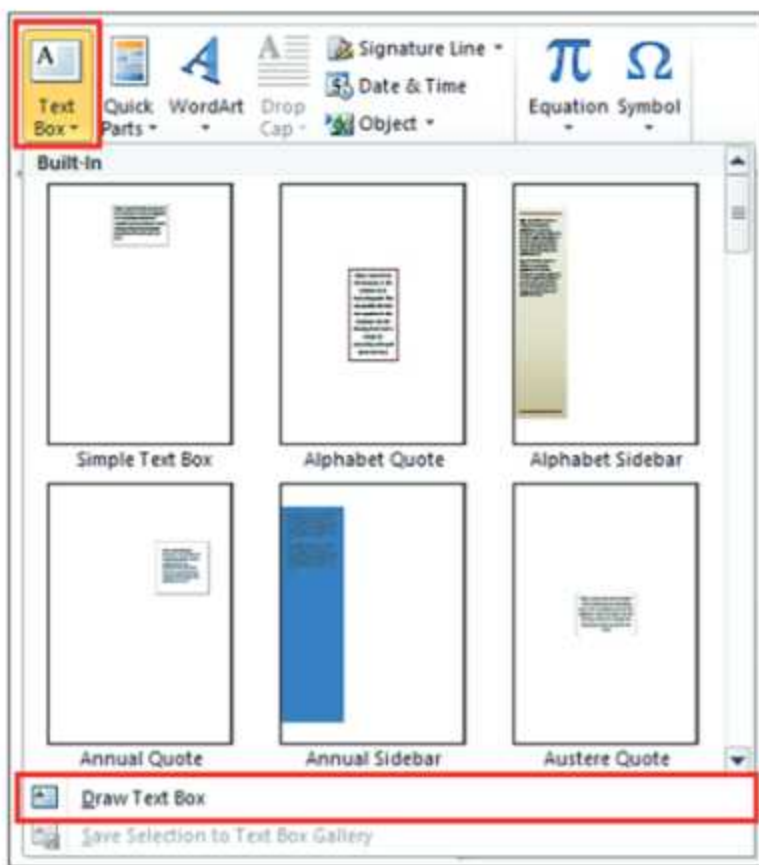 A
A
A
Signature Line
Date & Time
Object
π
Ω
Text Box
Quick Parts
WordArt
Drop Cap
Equation
Symbol
Built-In
Simple Text Box
Alphabet Quote
Alphabet Sidebar
Annual Quote
Annual Sidebar
Austere Quote
Draw Text Box
Save Selection to Text Box Gallery